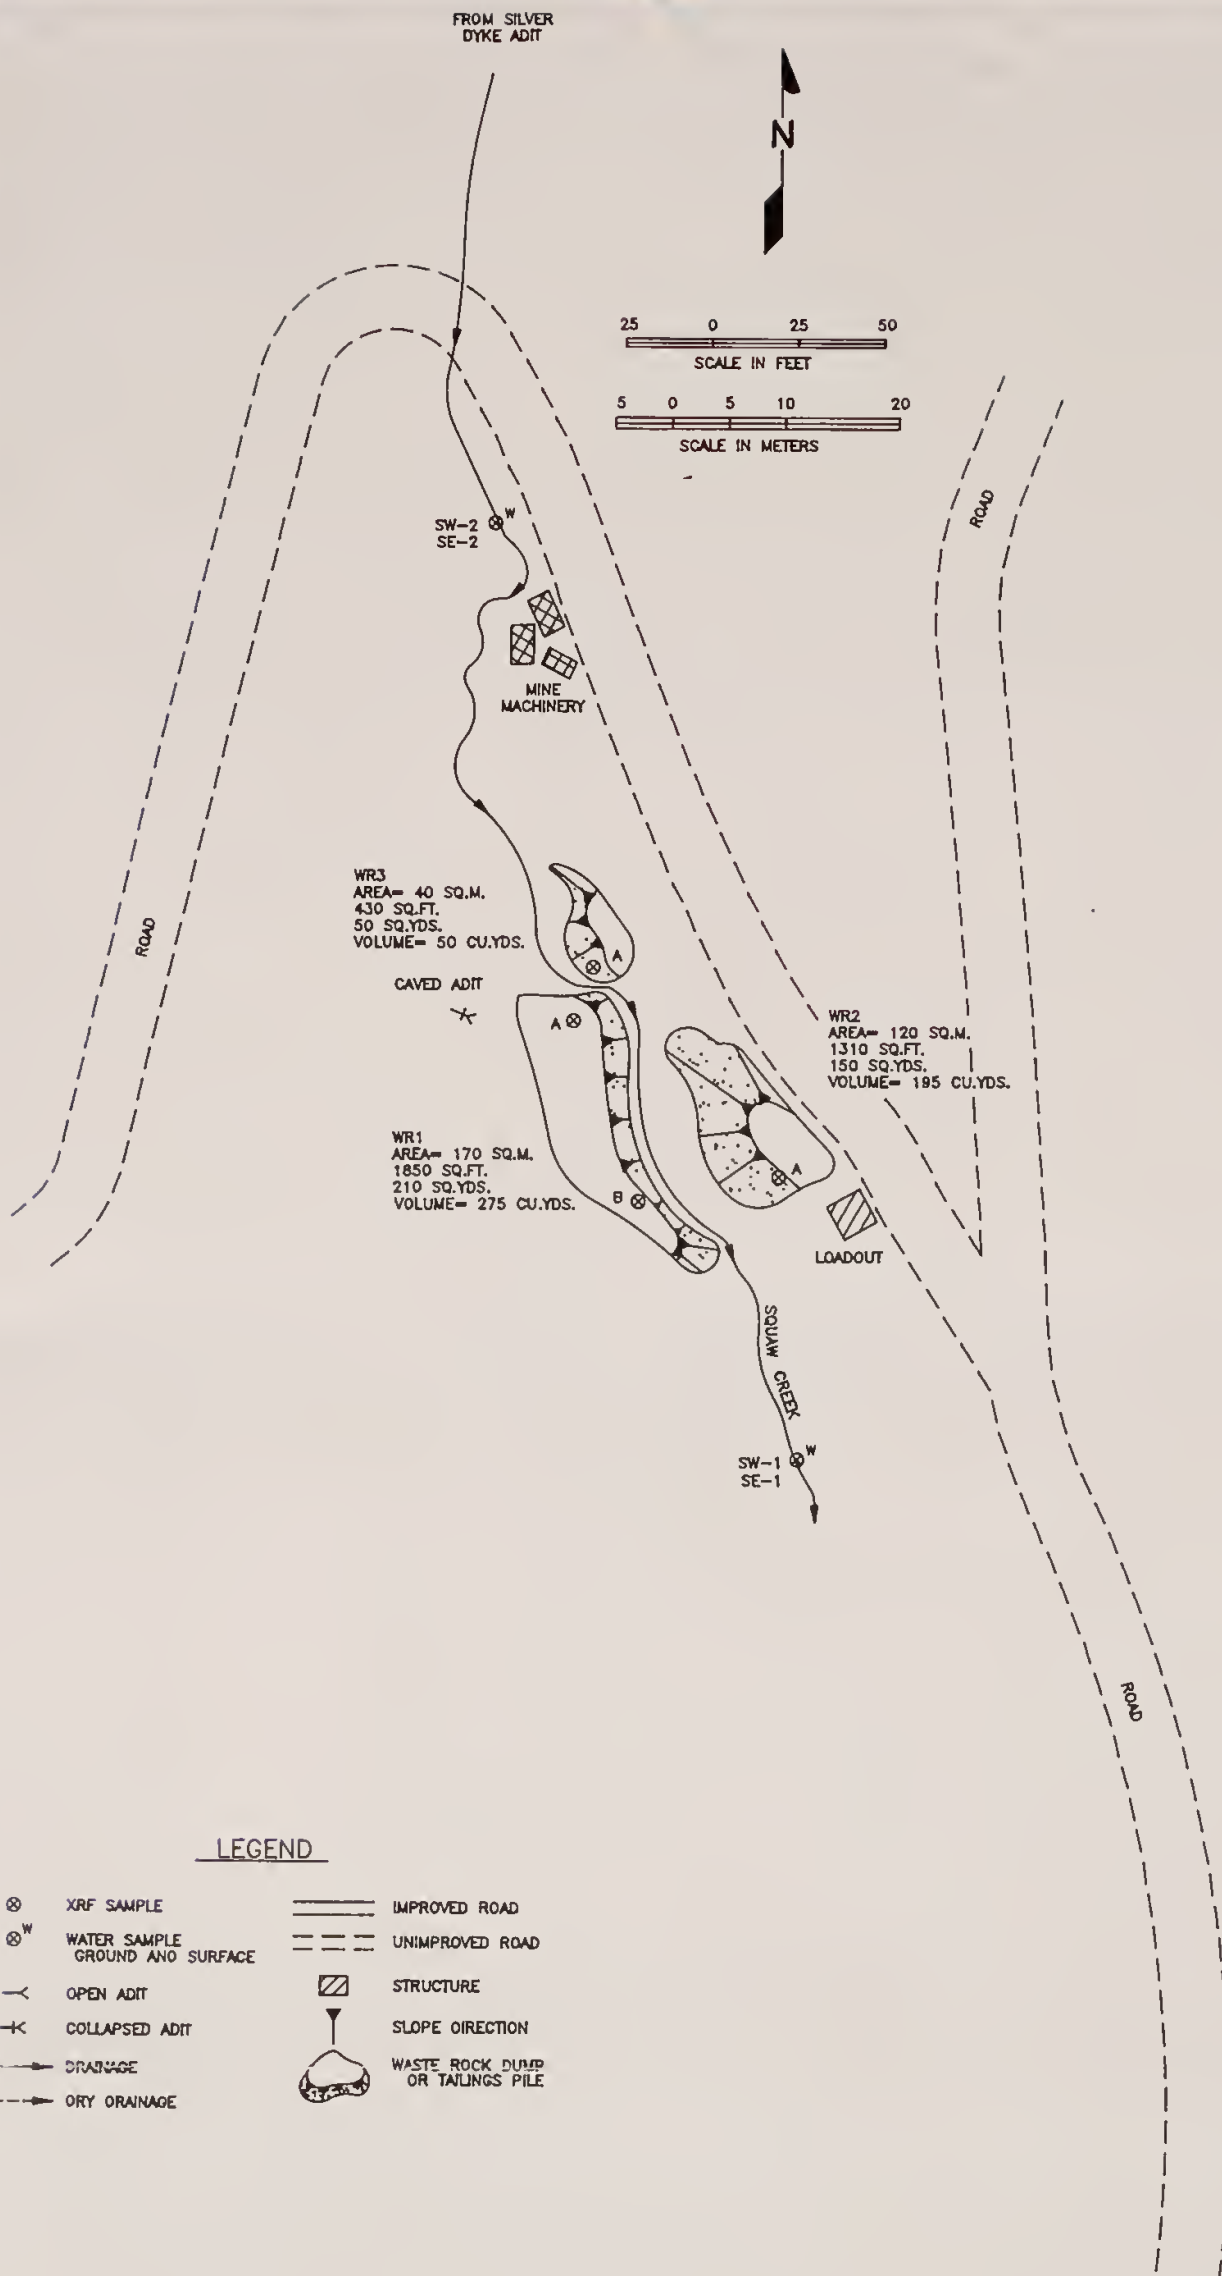 FROM SILVER
DYKE ADIT
N
25 0 25 50
SCALE IN FEET
5 0 5 10 20
SCALE IN METERS
ROAD
W
SW-2
SE-2
MINE
MACHINERY
WR3
AREA= 40 SQ.M.
430 SQ.FT.
50 SQ.YDS.
VOLUME= 50 CU.YDS.
A
ROAD
CAVED ADIT
A
WR2
AREA= 120 SQ.M.
1310 SQ.FT.
150 SQ.YDS.
VOLUME= 195 CU.YDS.
WR1
AREA= 170 SQ.M.
1850 SQ.FT.
210 SQ.YDS.
VOLUME= 275 CU.YDS.
A
B
LOADOUT
SQUAW CREEK
W
SW-1
SE-1
ROAD
LEGEND
XRF SAMPLE
W
WATER SAMPLE
GROUND ANO SURFACE
OPEN ADIT
COLLAPSED ADIT
DRAINAGE
ORY ORAINAGE
IMPROVED ROAD
UNIMPROVED ROAD
STRUCTURE
SLOPE OIRECTION
WASTE ROCK DUMP
OR TAILINGS PILE